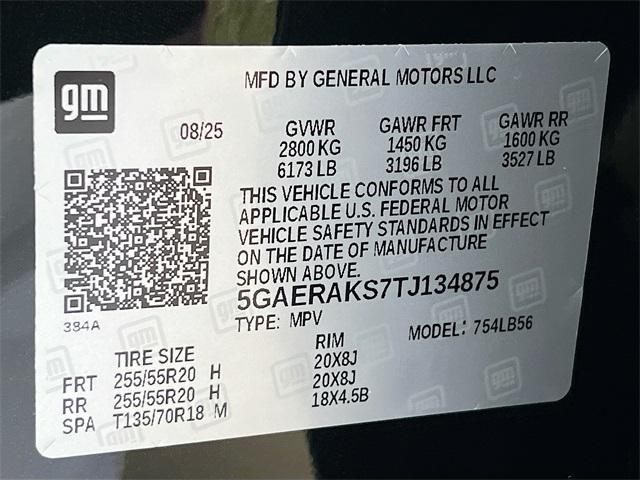 gm
MFD BY GENERAL MOTORS LLC
08/25 GVWR GAWR FRT GAWR RR
2800 KG 1450 KG 1600 KG
6173 LB 3196 LB 3527 LB
THIS VEHICLE CONFORMS TO ALL
APPLICABLE U.S. FEDERAL MOTOR
VEHICLE SAFETY STANDARDS IN EFFECT
ON THE DATE OF MANUFACTURE
SHOWN ABOVE.
5GAERAKS7TJ134875
384A
TYPE: MPV MODEL: 754LB56
TIRE SIZE RIM
FRT 255/55R20 H 20X8J
RR 255/55R20 H 20X8J
SPA T135/70R18 M 18X4.5B